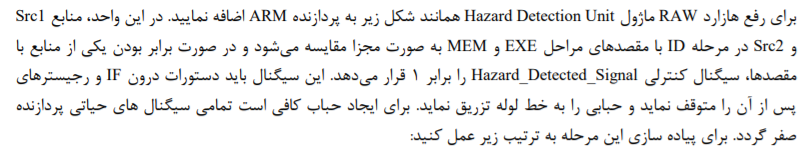 برای رفع هازارد RAW ماژول Hazard Detection Unit همانند شکل زیر به پردازنده ARM اضافه نمایید. در این واحد، منابع Src1
و Src2 در مرحله ID با مقصدهای مراحل EXE و MEM به صورت مجزا مقایسه می‌شود و در صورت برابر بودن یکی از منابع با
مقصدها، سیگنال کنترلی Hazard_Detected_Signal را برابر ۱ قرار می‌دهد. این سیگنال باید دستورات درون IF و رجیسترهای
پس از آن را متوقف نماید و حبابی را به خط لوله تزریق نماید. برای ایجاد حباب کافی است تمامی سیگنال های حیاتی پردازنده
صفر گردد. برای پیاده سازی این مرحله به ترتیب زیر عمل کنید: